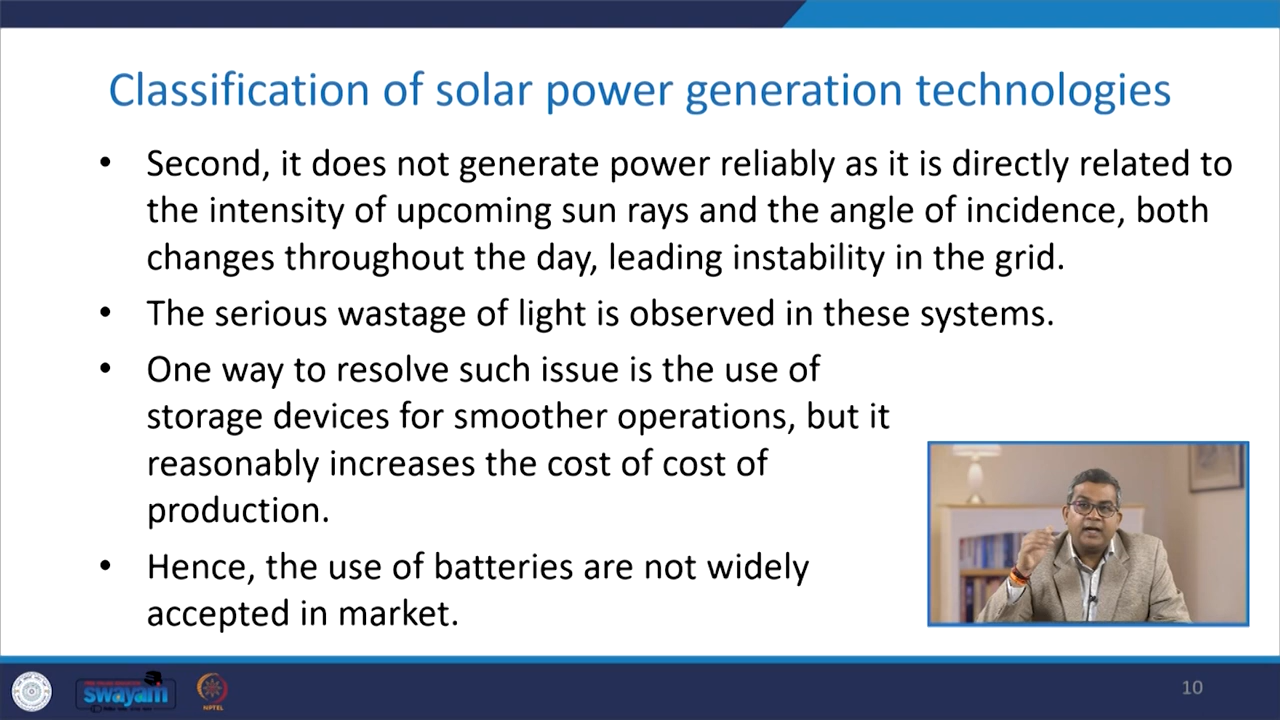 Classification of solar power generation technologies
• Second, it does not generate power reliably as it is directly related to
the intensity of upcoming sun rays and the angle of incidence, both
changes throughout the day, leading instability in the grid.
• The serious wastage of light is observed in these systems.
• One way to resolve such issue is the use of
storage devices for smoother operations, but it
reasonably increases the cost of cost of
production.
• Hence, the use of batteries are not widely
accepted in market.
swayam
NPTEL
10